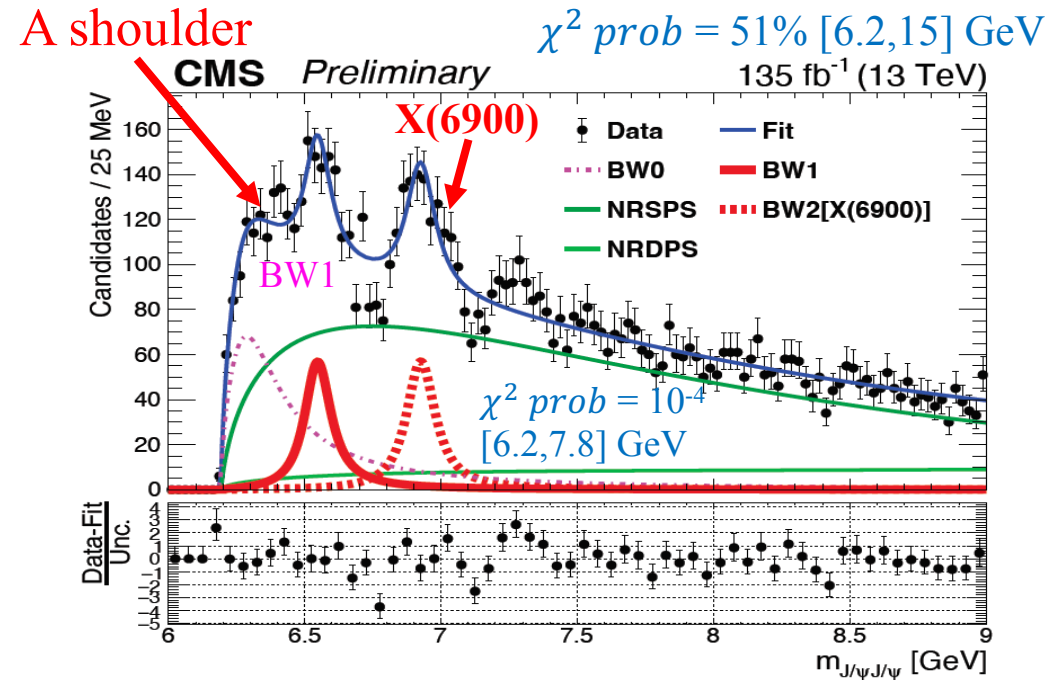 A shoulder
χ² prob = 51% [6.2,15] GeV
CMS Preliminary 135 fb⁻¹ (13 TeV)
Candidates / 25 MeV
160
140
120
100
80
60
40
20
0
X(6900)
Data
Fit
BW0
BW1
NRSPS
BW2[X(6900)]
NRDPS
BW1
χ² prob = 10⁻⁴
[6.2,7.8] GeV
Data-Fit
Unc.
4
3
2
1
0
−1
−2
−3
−4
−5
6 6.5 7 7.5 8 8.5 9
m_J/ψJ/ψ [GeV]